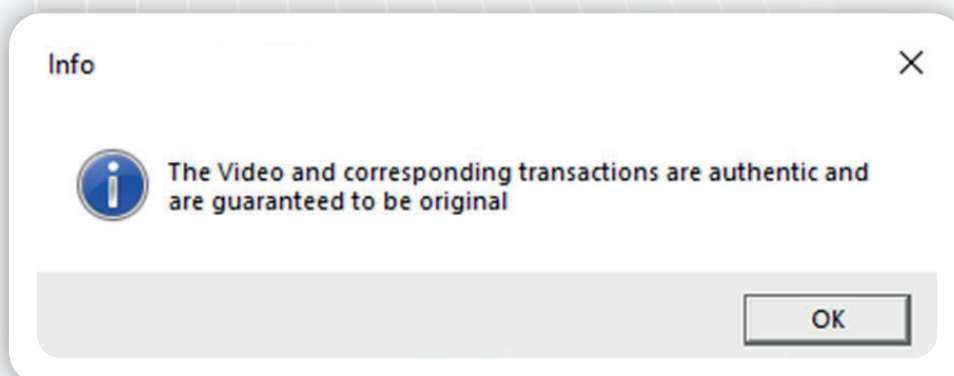 Info
The Video and corresponding transactions are authentic and
are guaranteed to be original
OK